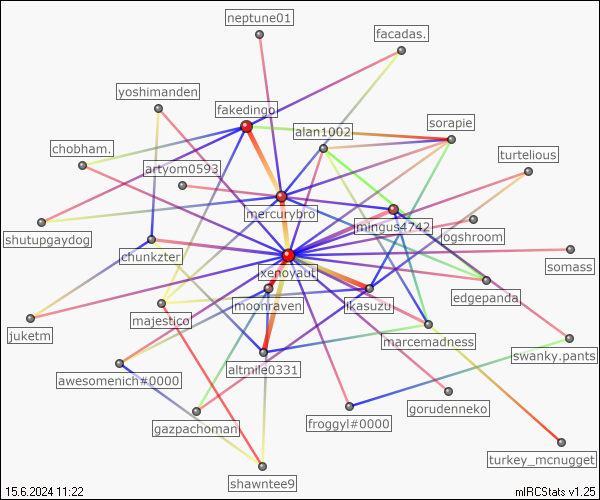 neptune01
facadas.
yoshimanden
fakedingo
sorapie
alan1002
chobham.
turtelious
artyom0593
mercurybro
mingus4742
ogshroom
shutupgaydog
chunkzter
somass
xenoyaut
edgepanda
moonraven
ikasuzu
juketm
majestico
marcemadness
swanky.pants
altmile0331
awesomenich#0000
gorudenneko
froggyl#0000
gazpachoman
turkey_mcnugget
shawntee9
15.6.2024 11:22
mIRCStats v1.25